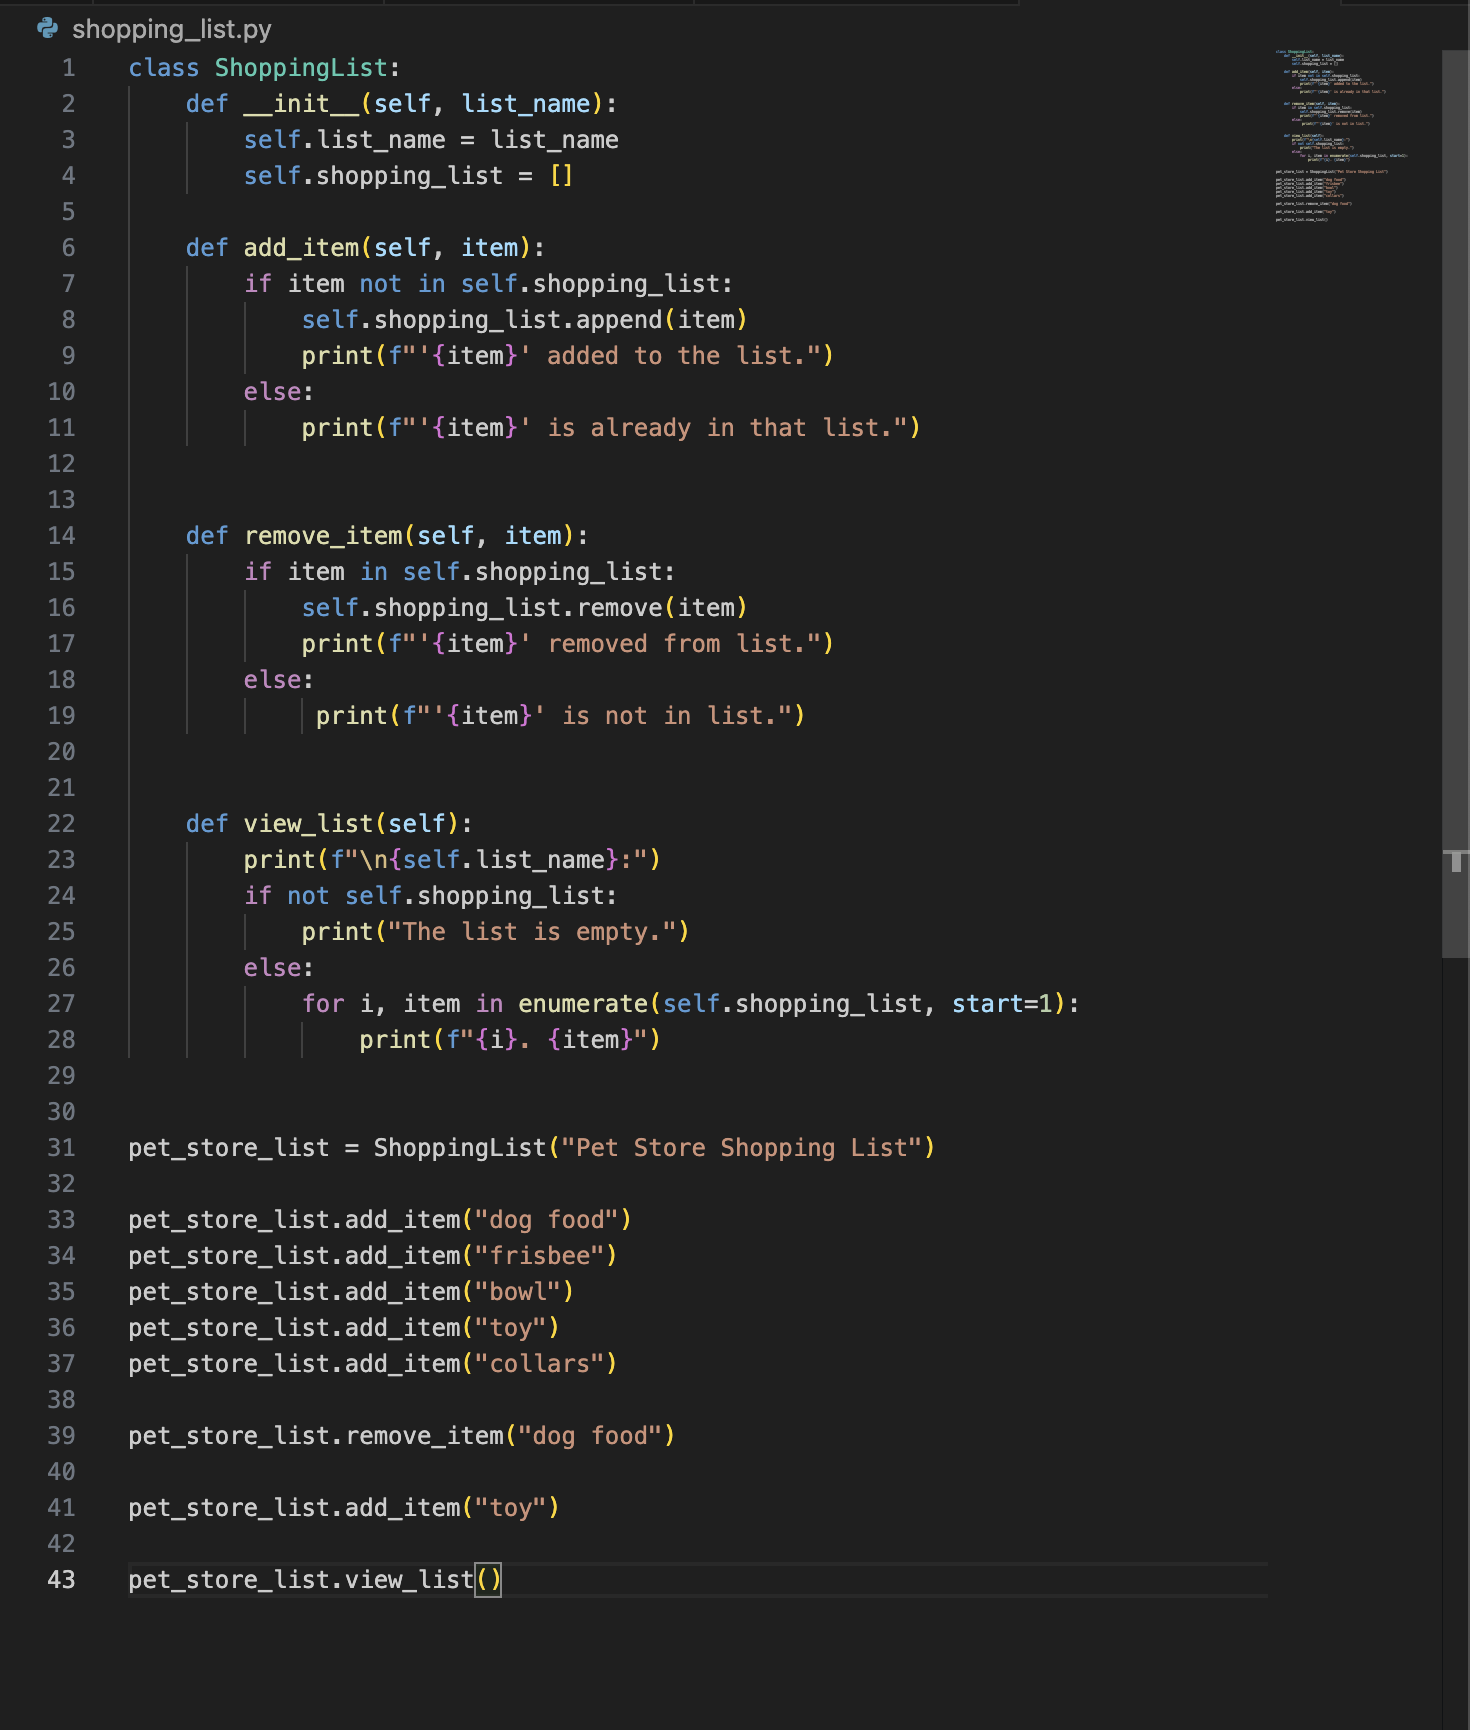 shopping_list.py
1 class ShoppingList:
2     def __init__(self, list_name):
3         self.list_name = list_name
4         self.shopping_list = []
5
6     def add_item(self, item):
7         if item not in self.shopping_list:
8             self.shopping_list.append(item)
9             print(f"'{item}' added to the list.")
10         else:
11             print(f"'{item}' is already in that list.")
12
13
14     def remove_item(self, item):
15         if item in self.shopping_list:
16             self.shopping_list.remove(item)
17             print(f"'{item}' removed from list.")
18         else:
19              print(f"'{item}' is not in list.")
20
21
22     def view_list(self):
23         print(f"\n{self.list_name}:")
24         if not self.shopping_list:
25             print("The list is empty.")
26         else:
27             for i, item in enumerate(self.shopping_list, start=1):
28                 print(f"{i}. {item}")
29
30
31 pet_store_list = ShoppingList("Pet Store Shopping List")
32
33 pet_store_list.add_item("dog food")
34 pet_store_list.add_item("frisbee")
35 pet_store_list.add_item("bowl")
36 pet_store_list.add_item("toy")
37 pet_store_list.add_item("collars")
38
39 pet_store_list.remove_item("dog food")
40
41 pet_store_list.add_item("toy")
42
43 pet_store_list.view_list()